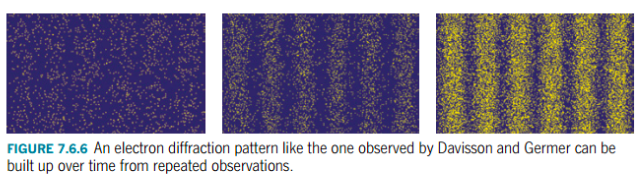 FIGURE 7.6.6 An electron diffraction pattern like the one observed by Davisson and Germer can be
built up over time from repeated observations.